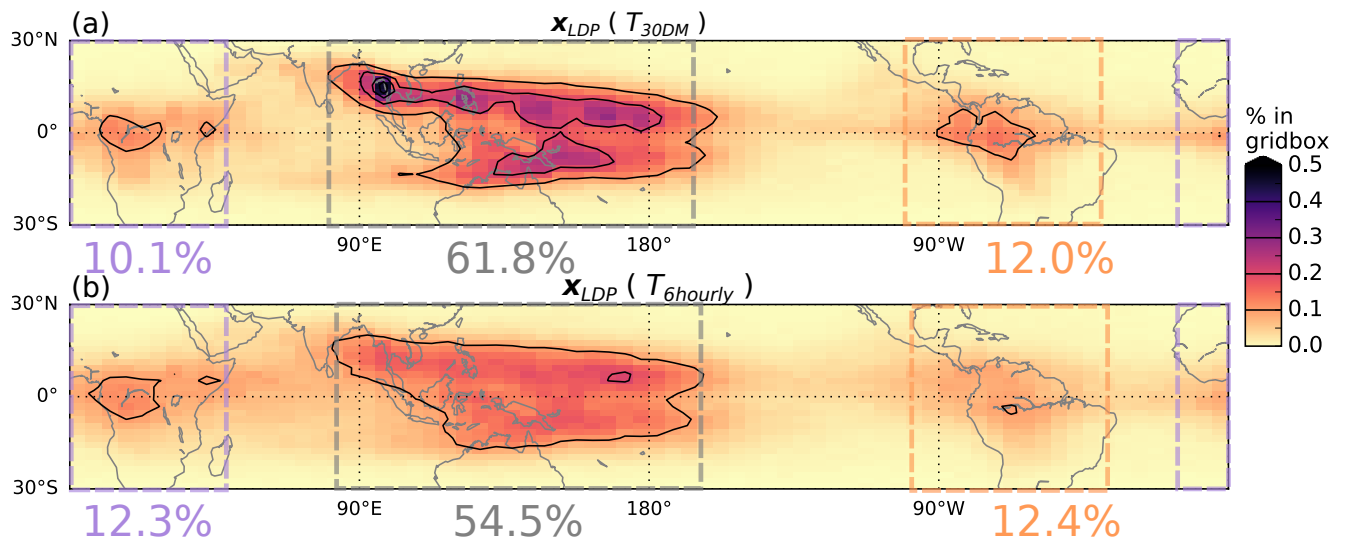 (a)
x_LDP ( T_30DM )
30°N
0°
30°S
90°E
180°
90°W
10.1%
61.8%
12.0%
% in
gridbox
0.5
0.4
0.3
0.2
0.1
0.0
(b)
x_LDP ( T_6hourly )
30°N
0°
30°S
90°E
180°
90°W
12.3%
54.5%
12.4%